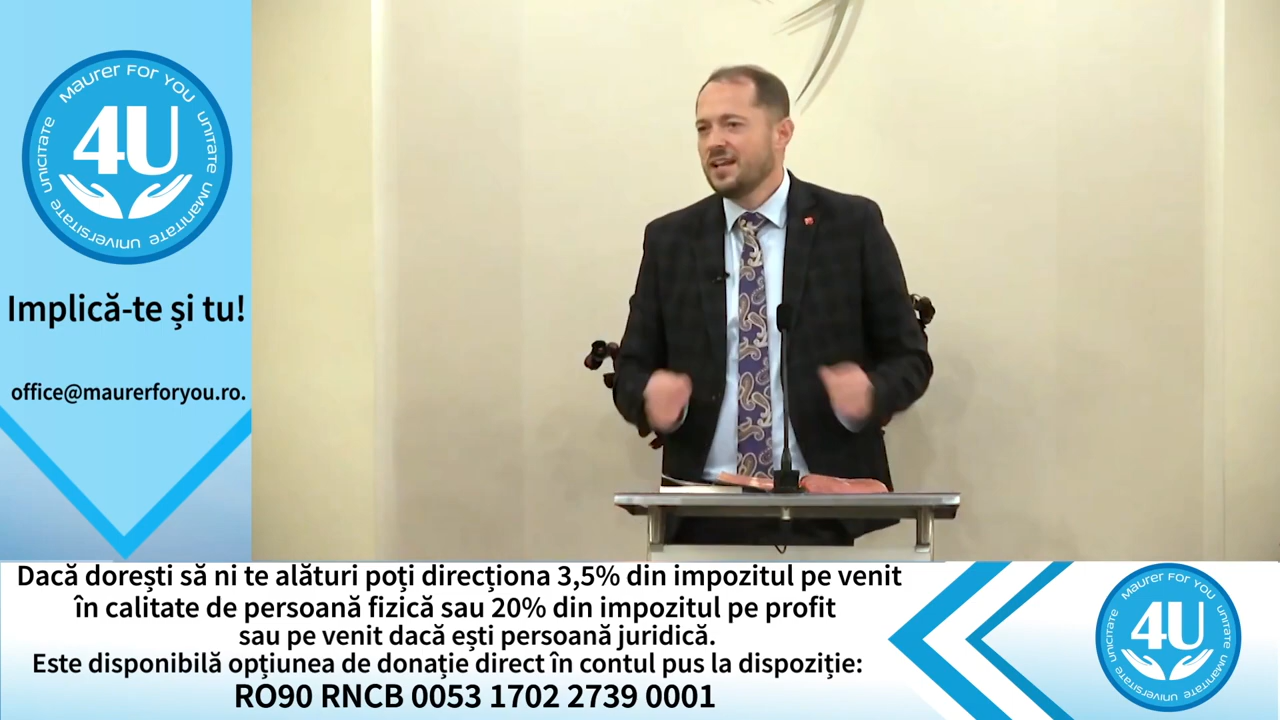 Maurer For You
unicitate
unitate
umanitate
universitate
4U
Implică-te și tu!
office@maurerforyou.ro.
Dacă dorești să ni te alături poți direcționa 3,5% din impozitul pe venit
în calitate de persoană fizică sau 20% din impozitul pe profit
sau pe venit dacă ești persoană juridică.
Este disponibilă opțiunea de donație direct în contul pus la dispoziție:
RO90 RNCB 0053 1702 2739 0001
Maurer For You
unicitate
unitate
umanitate
universitate
4U